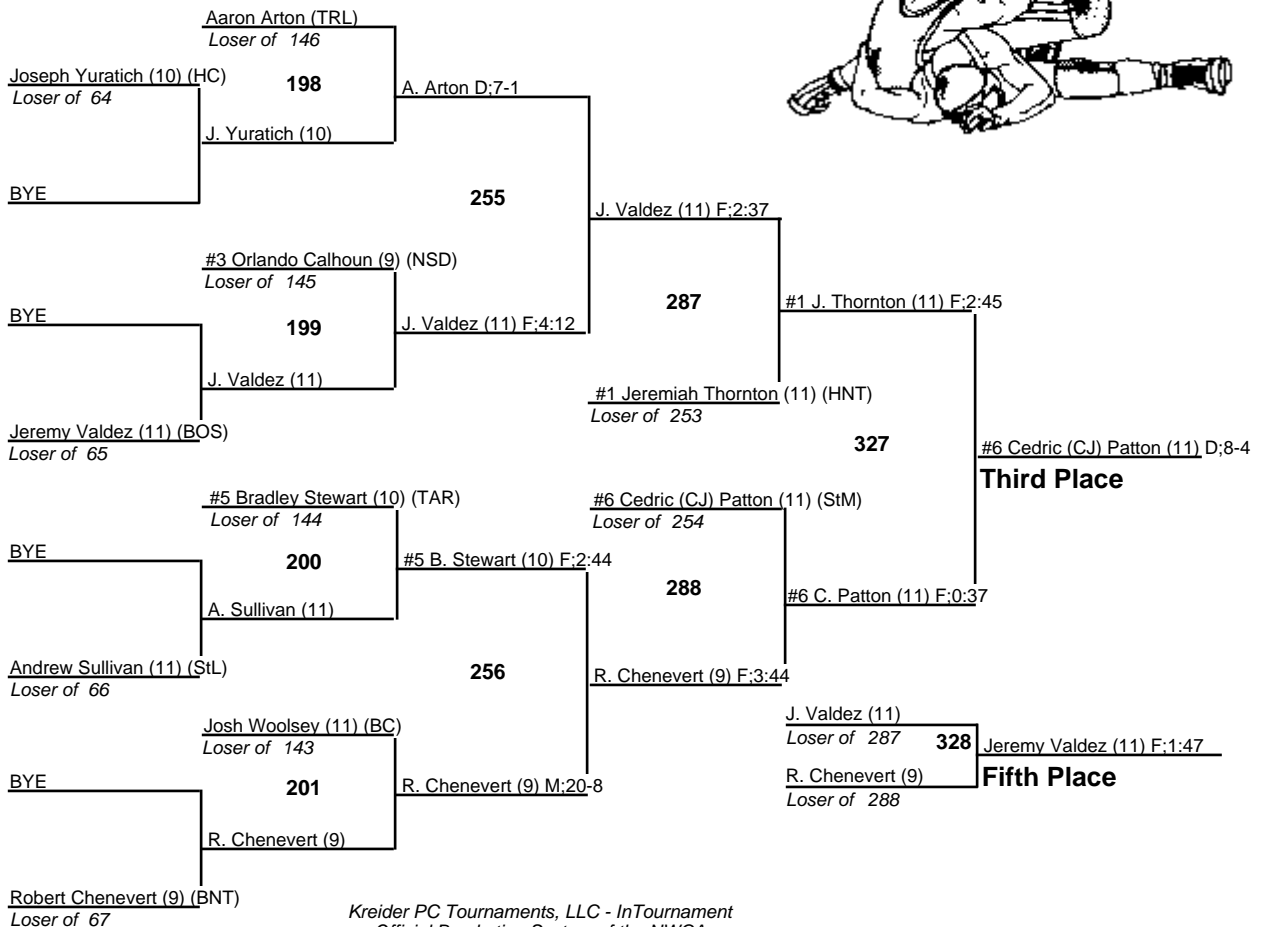 Aaron Arton (TRL)
Loser of 146
Joseph Yuratich (10) (HC)
Loser of 64
198
A. Arton D;7-1
J. Yuratich (10)
BYE
255
J. Valdez (11) F;2:37
#3 Orlando Calhoun (9) (NSD)
Loser of 145
BYE
199
J. Valdez (11) F;4:12
287
#1 J. Thornton (11) F;2:45
J. Valdez (11)
#1 Jeremiah Thornton (11) (HNT)
Loser of 253
Jeremy Valdez (11) (BOS)
Loser of 65
327
#6 Cedric (CJ) Patton (11) D;8-4
Third Place
#5 Bradley Stewart (10) (TAR)
Loser of 144
#6 Cedric (CJ) Patton (11) (StM)
Loser of 254
BYE
200
#5 B. Stewart (10) F;2:44
288
#6 C. Patton (11) F;0:37
A. Sullivan (11)
Andrew Sullivan (11) (StL)
Loser of 66
256
R. Chenevert (9) F;3:44
Josh Woolsey (11) (BC)
Loser of 143
J. Valdez (11)
Loser of 287
328
Jeremy Valdez (11) F;1:47
Fifth Place
BYE
201
R. Chenevert (9) M;20-8
R. Chenevert (9)
Loser of 288
R. Chenevert (9)
Robert Chenevert (9) (BNT)
Loser of 67
Kreider PC Tournaments, LLC - InTournament